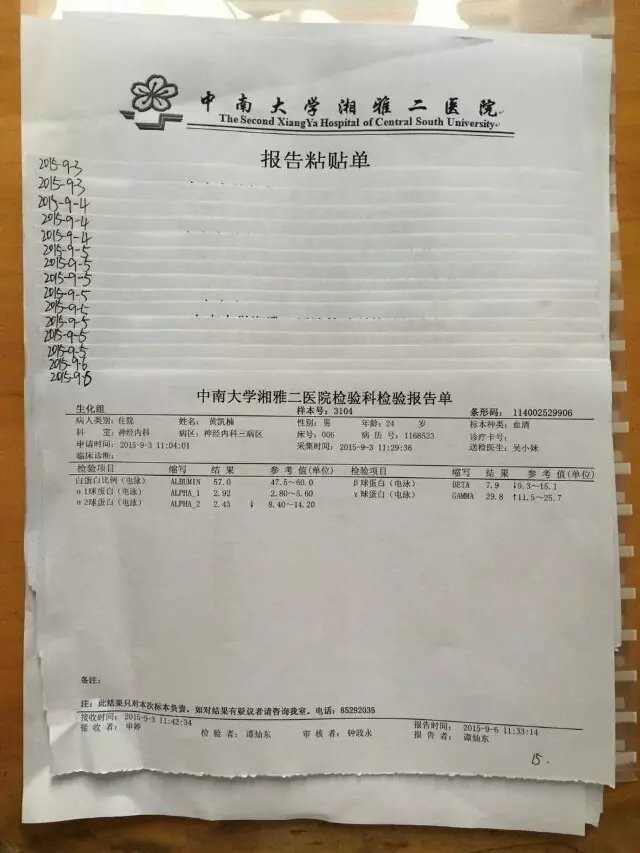 中南大学湘雅二医院
The Second XiangYa Hospital of Central South University
报告粘贴单
2015-9-3
2015-9-3
2015-9-4
2015-9-4
2015-9-4
2015-9-5
2015-9-5
2015-9-5
2015-9-5
2015-9-5
2015-9-5
2015-9-5
2015-9-6
中南大学湘雅二医院检验科检验报告单
生化组 样本号: 3104 条形码: 114002529906
病人类别: 住院 姓名: 黄凯楠 性别: 男 年龄: 24 岁 标本种类: 血清
科 室: 神经内科 病区: 神经内科三病区 床号: 006 病历号: 1168523 诊疗卡号:
申请时间: 2015-9-3 11:04:01 采集时间: 2015-9-3 11:29:36 送检医生: 吴小妹
临床诊断:
检验项目 缩写 结果 参考值(单位) 检验项目 缩写 结果 参考值(单位)
白蛋白比例(电泳) ALBUMIN 57.0 47.5~60.0 β球蛋白(电泳) BETA 7.9 ↓9.3~15.1
α1球蛋白(电泳) ALPHA_1 2.92 2.80~5.60 γ球蛋白(电泳) GAMMA 29.8 ↑11.5~25.7
α2球蛋白(电泳) ALPHA_2 2.43 ↓ 8.40~14.20
备注:
注: 此结果只对本次标本负责, 如对结果有疑议者请咨询我室. 电话: 85292035
接收时间: 2015-9-3 11:42:34 报告时间: 2015-9-6 11:33:14
接收者: 申婷 检验者: 谭灿东 审核者: 钟政永 报告者: 谭灿东
15.